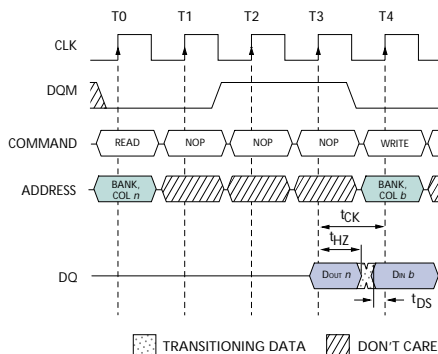 T0 T1 T2 T3 T4
CLK
DQM
COMMAND READ NOP NOP NOP WRITE
ADDRESS BANK, COL n BANK, COL b
tCK
tHZ
DQ DOUT n DIN b
tDS
TRANSITIONING DATA DON'T CARE